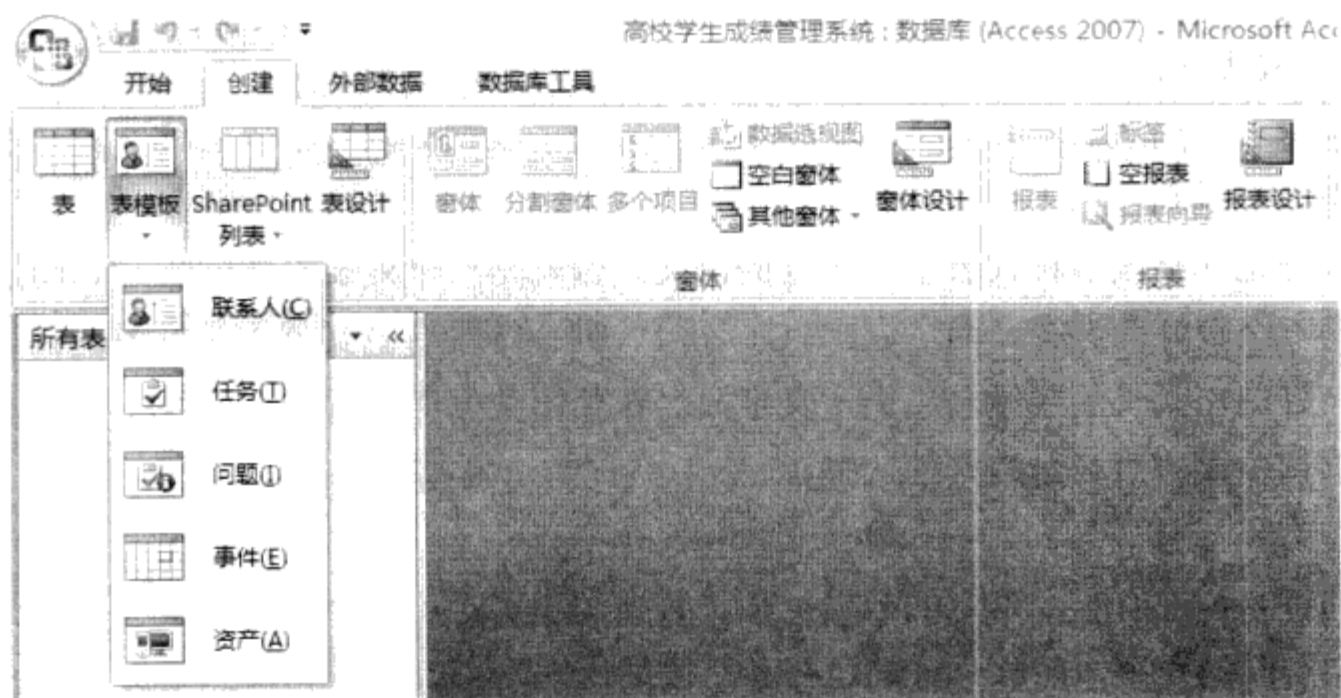 高校学生成绩管理系统 : 数据库 (Access 2007) - Microsoft Acc
开始 创建 外部数据 数据库工具
表
表模板
SharePoint
列表
表设计
窗体
分割窗体
多个项目
数据透视图
空白窗体
其他窗体
窗体设计
报表
标签
空报表
报表向导
报表设计
窗体
报表
所有表
联系人(C)
任务(T)
问题(I)
事件(E)
资产(A)